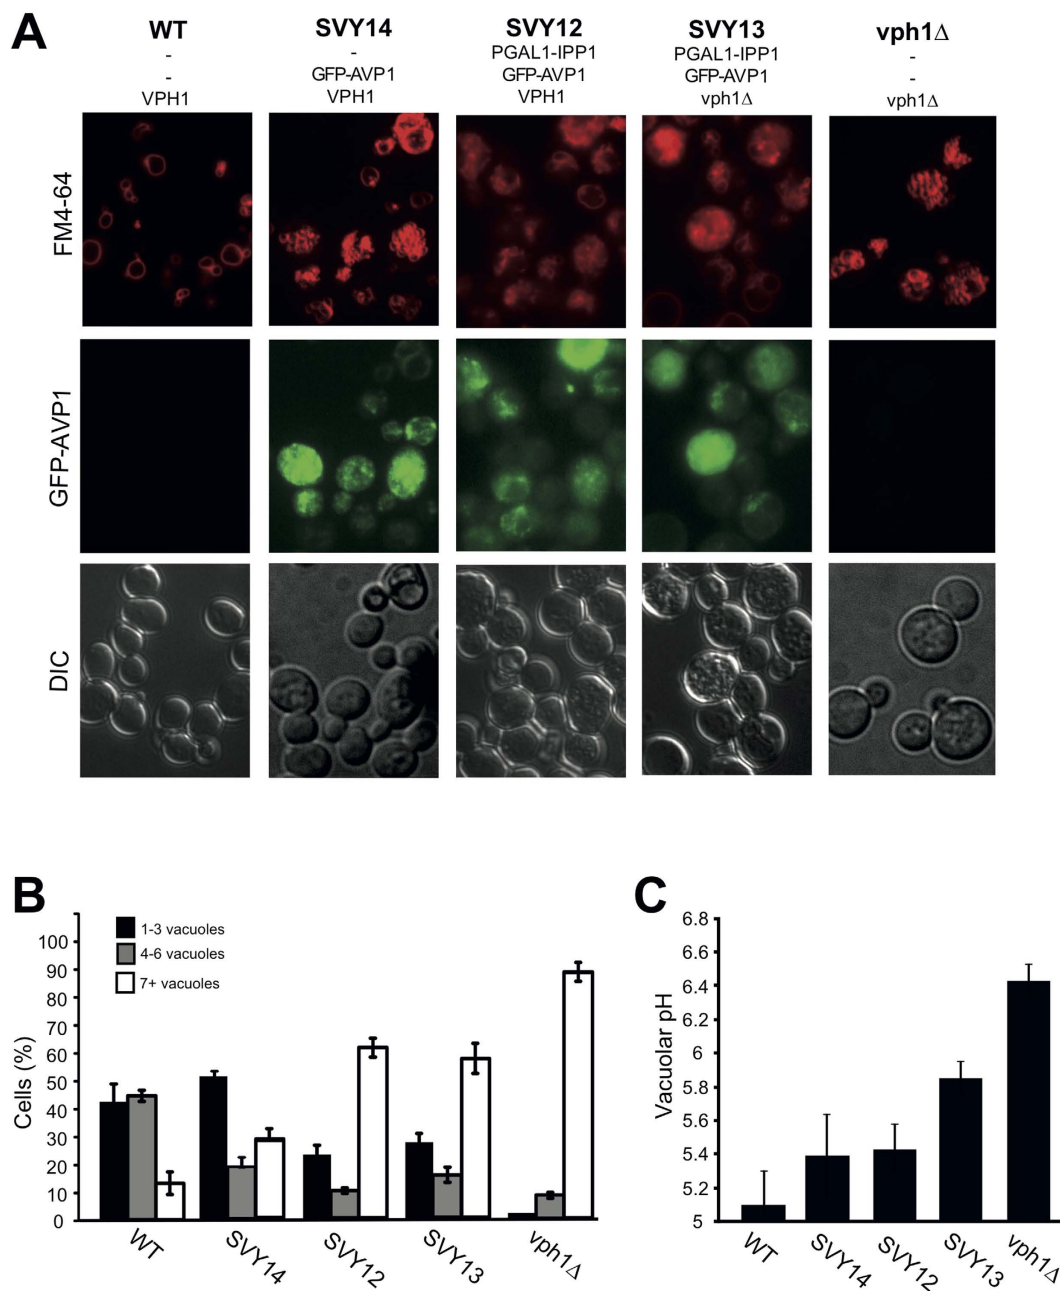 A
WT
-
-
VPH1
SVY14
-
GFP-AVP1
VPH1
SVY12
PGAL1-IPP1
GFP-AVP1
VPH1
SVY13
PGAL1-IPP1
GFP-AVP1
vph1Δ
vph1Δ
-
-
vph1Δ
FM4-64
GFP-AVP1
DIC
B
1-3 vacuoles
4-6 vacuoles
7+ vacuoles
Cells (%)
100
90
80
70
60
50
40
30
20
10
0
WT
SVY14
SVY12
SVY13
vph1Δ
C
Vacuolar pH
6.8
6.6
6.4
6.2
6
5.8
5.6
5.4
5.2
5
WT
SVY14
SVY12
SVY13
vph1Δ